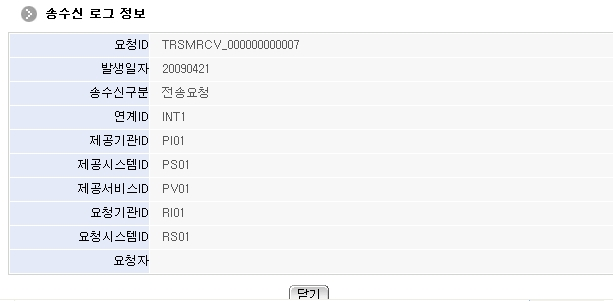 송수신 로그 정보
요청ID TRSMRCV_000000000007
발생일자 20090421
송수신구분 전송요청
연계ID INT1
제공기관ID PI01
제공시스템ID PS01
제공서비스ID PV01
요청기관ID RI01
요청시스템ID RS01
요청자
닫기